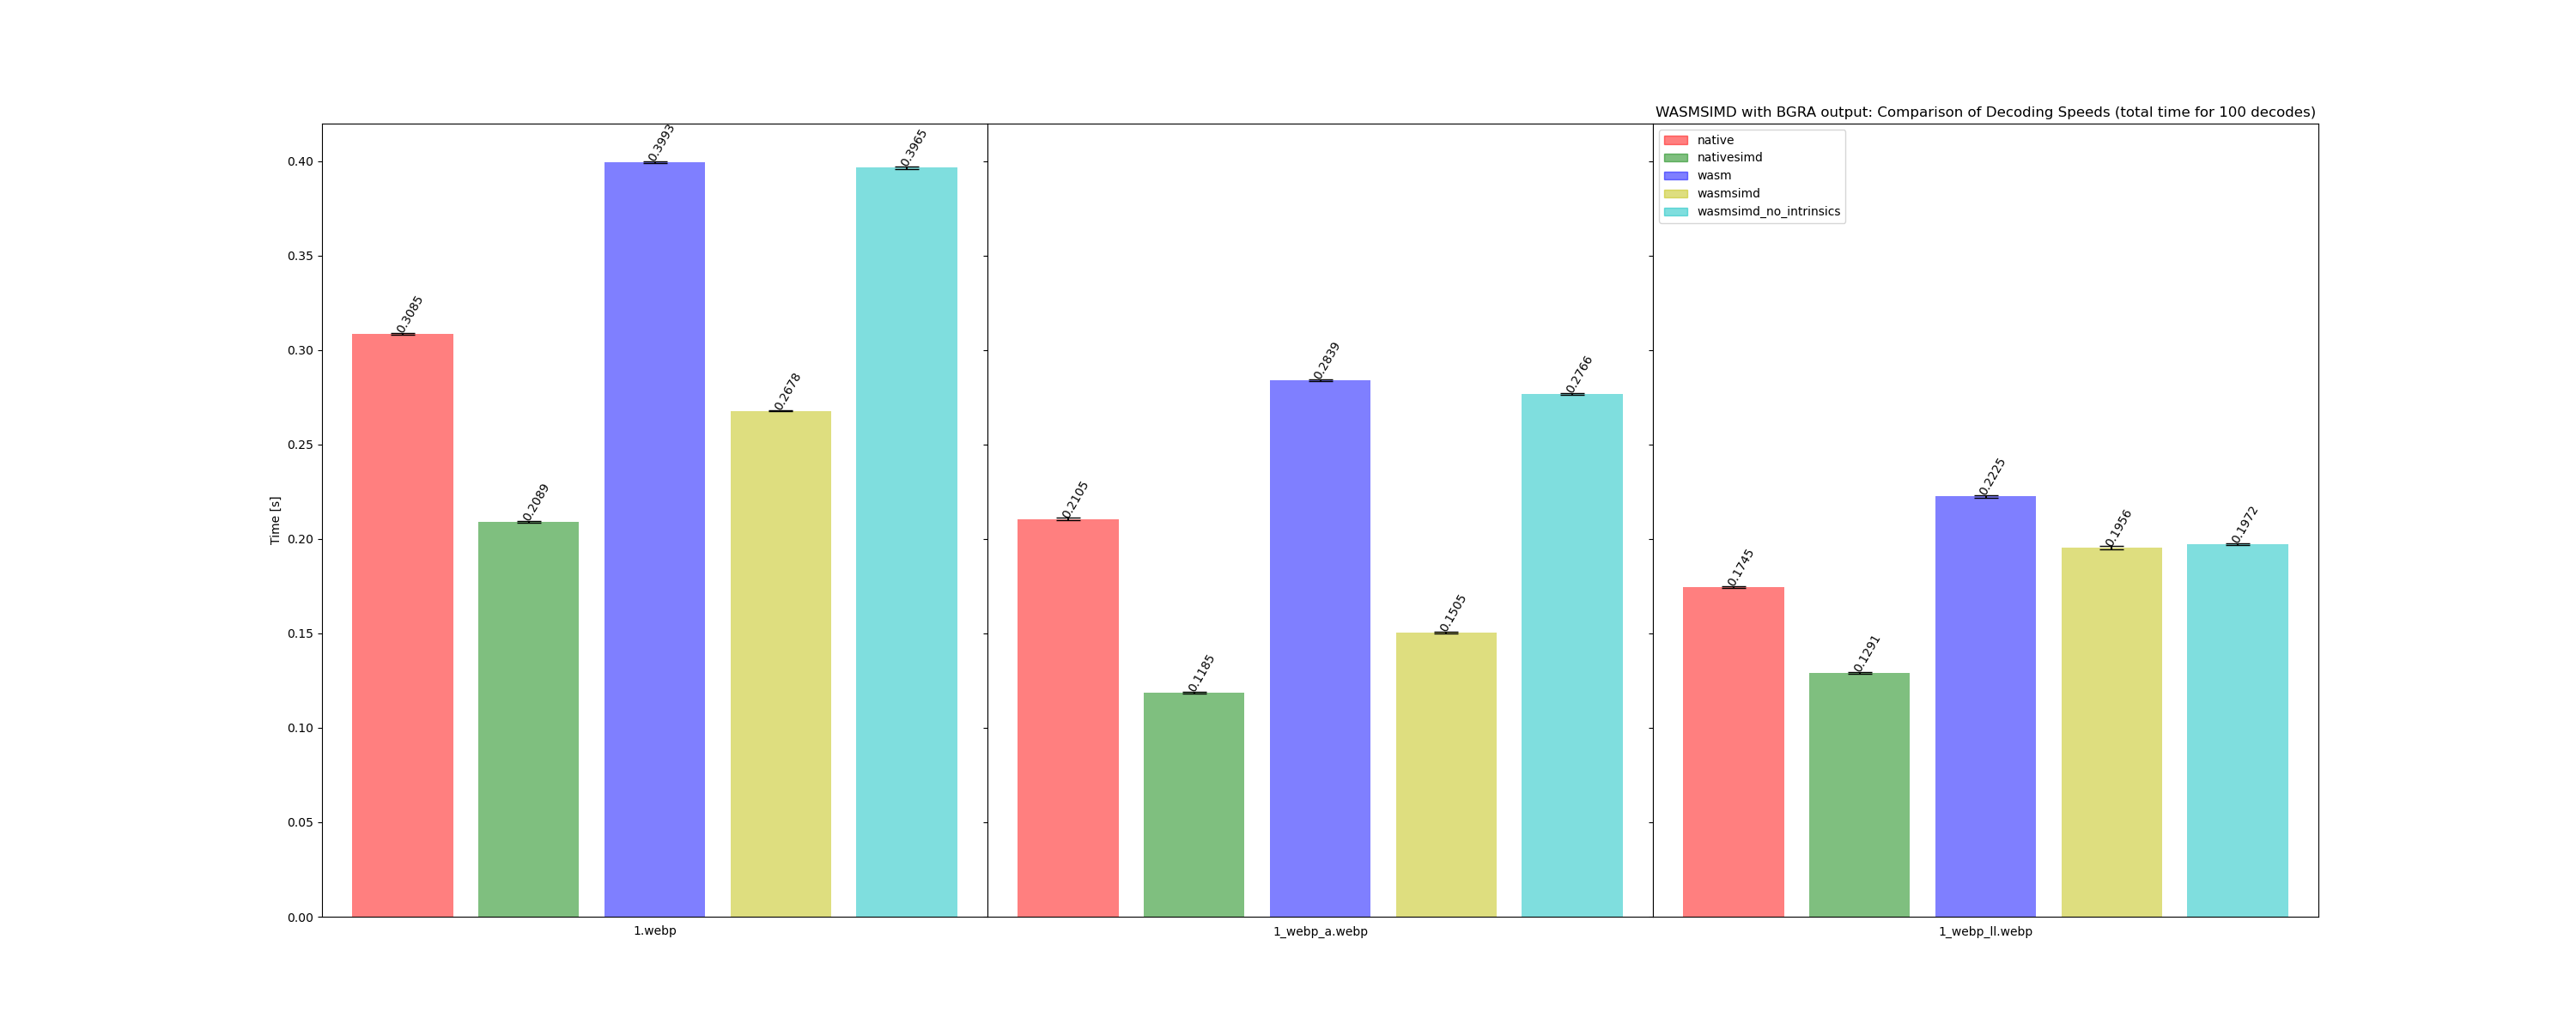 WASMSIMD with BGRA output: Comparison of Decoding Speeds (total time for 100 decodes)
native
nativesimd
wasm
wasmsimd
wasmsimd_no_intrinsics
Time [s]
0.40
0.35
0.30
0.25
0.20
0.15
0.10
0.05
0.00
0.3085
0.2089
0.3993
0.2678
0.3965
1.webp
0.2105
0.1185
0.2839
0.1505
0.2766
1_webp_a.webp
0.1745
0.1291
0.2225
0.1956
0.1972
1_webp_ll.webp